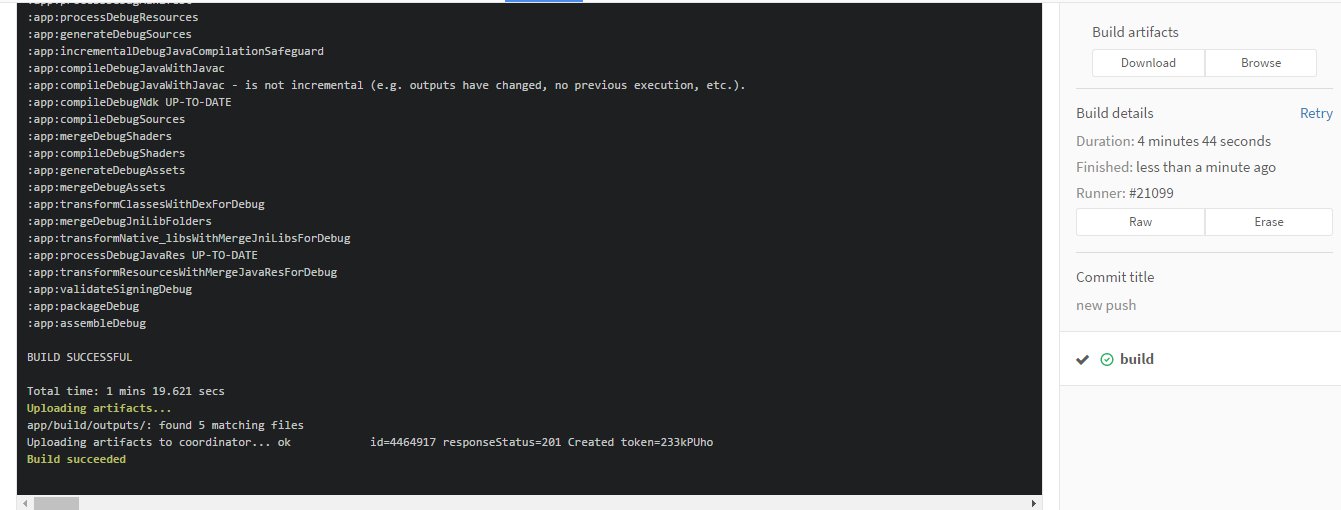 :app:processDebugResources
:app:generateDebugSources
:app:incrementalDebugJavaCompilationSafeguard
:app:compileDebugJavaWithJavac
:app:compileDebugJavaWithJavac - is not incremental (e.g. outputs have changed, no previous execution, etc.).
:app:compileDebugNdk UP-TO-DATE
:app:compileDebugSources
:app:mergeDebugShaders
:app:compileDebugShaders
:app:generateDebugAssets
:app:mergeDebugAssets
:app:transformClassesWithDexForDebug
:app:mergeDebugJniLibFolders
:app:transformNative_libsWithMergeJniLibsForDebug
:app:processDebugJavaRes UP-TO-DATE
:app:transformResourcesWithMergeJavaResForDebug
:app:validateSigningDebug
:app:packageDebug
:app:assembleDebug
BUILD SUCCESSFUL
Total time: 1 mins 19.621 secs
Uploading artifacts...
app/build/outputs/: found 5 matching files
Uploading artifacts to coordinator... ok id=4464917 responseStatus=201 Created token=233kPUho
Build succeeded
Build artifacts
Download Browse
Build details Retry
Duration: 4 minutes 44 seconds
Finished: less than a minute ago
Runner: #21099
Raw Erase
Commit title
new push
build